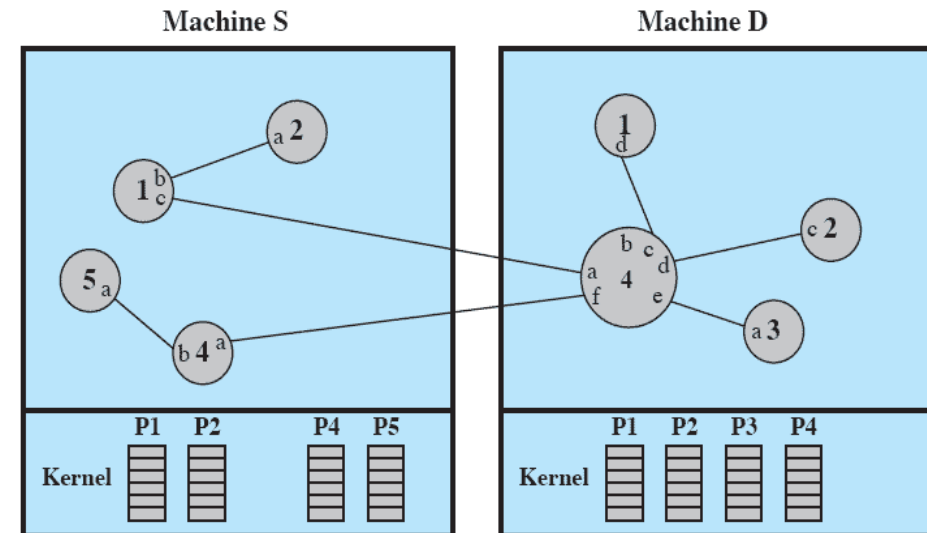 Machine S
Machine D
a 2
1 b
c
5 a
b 4 a
1
d
b c
a d
4
f e
c 2
a 3
P1 P2 P4 P5
Kernel
P1 P2 P3 P4
Kernel